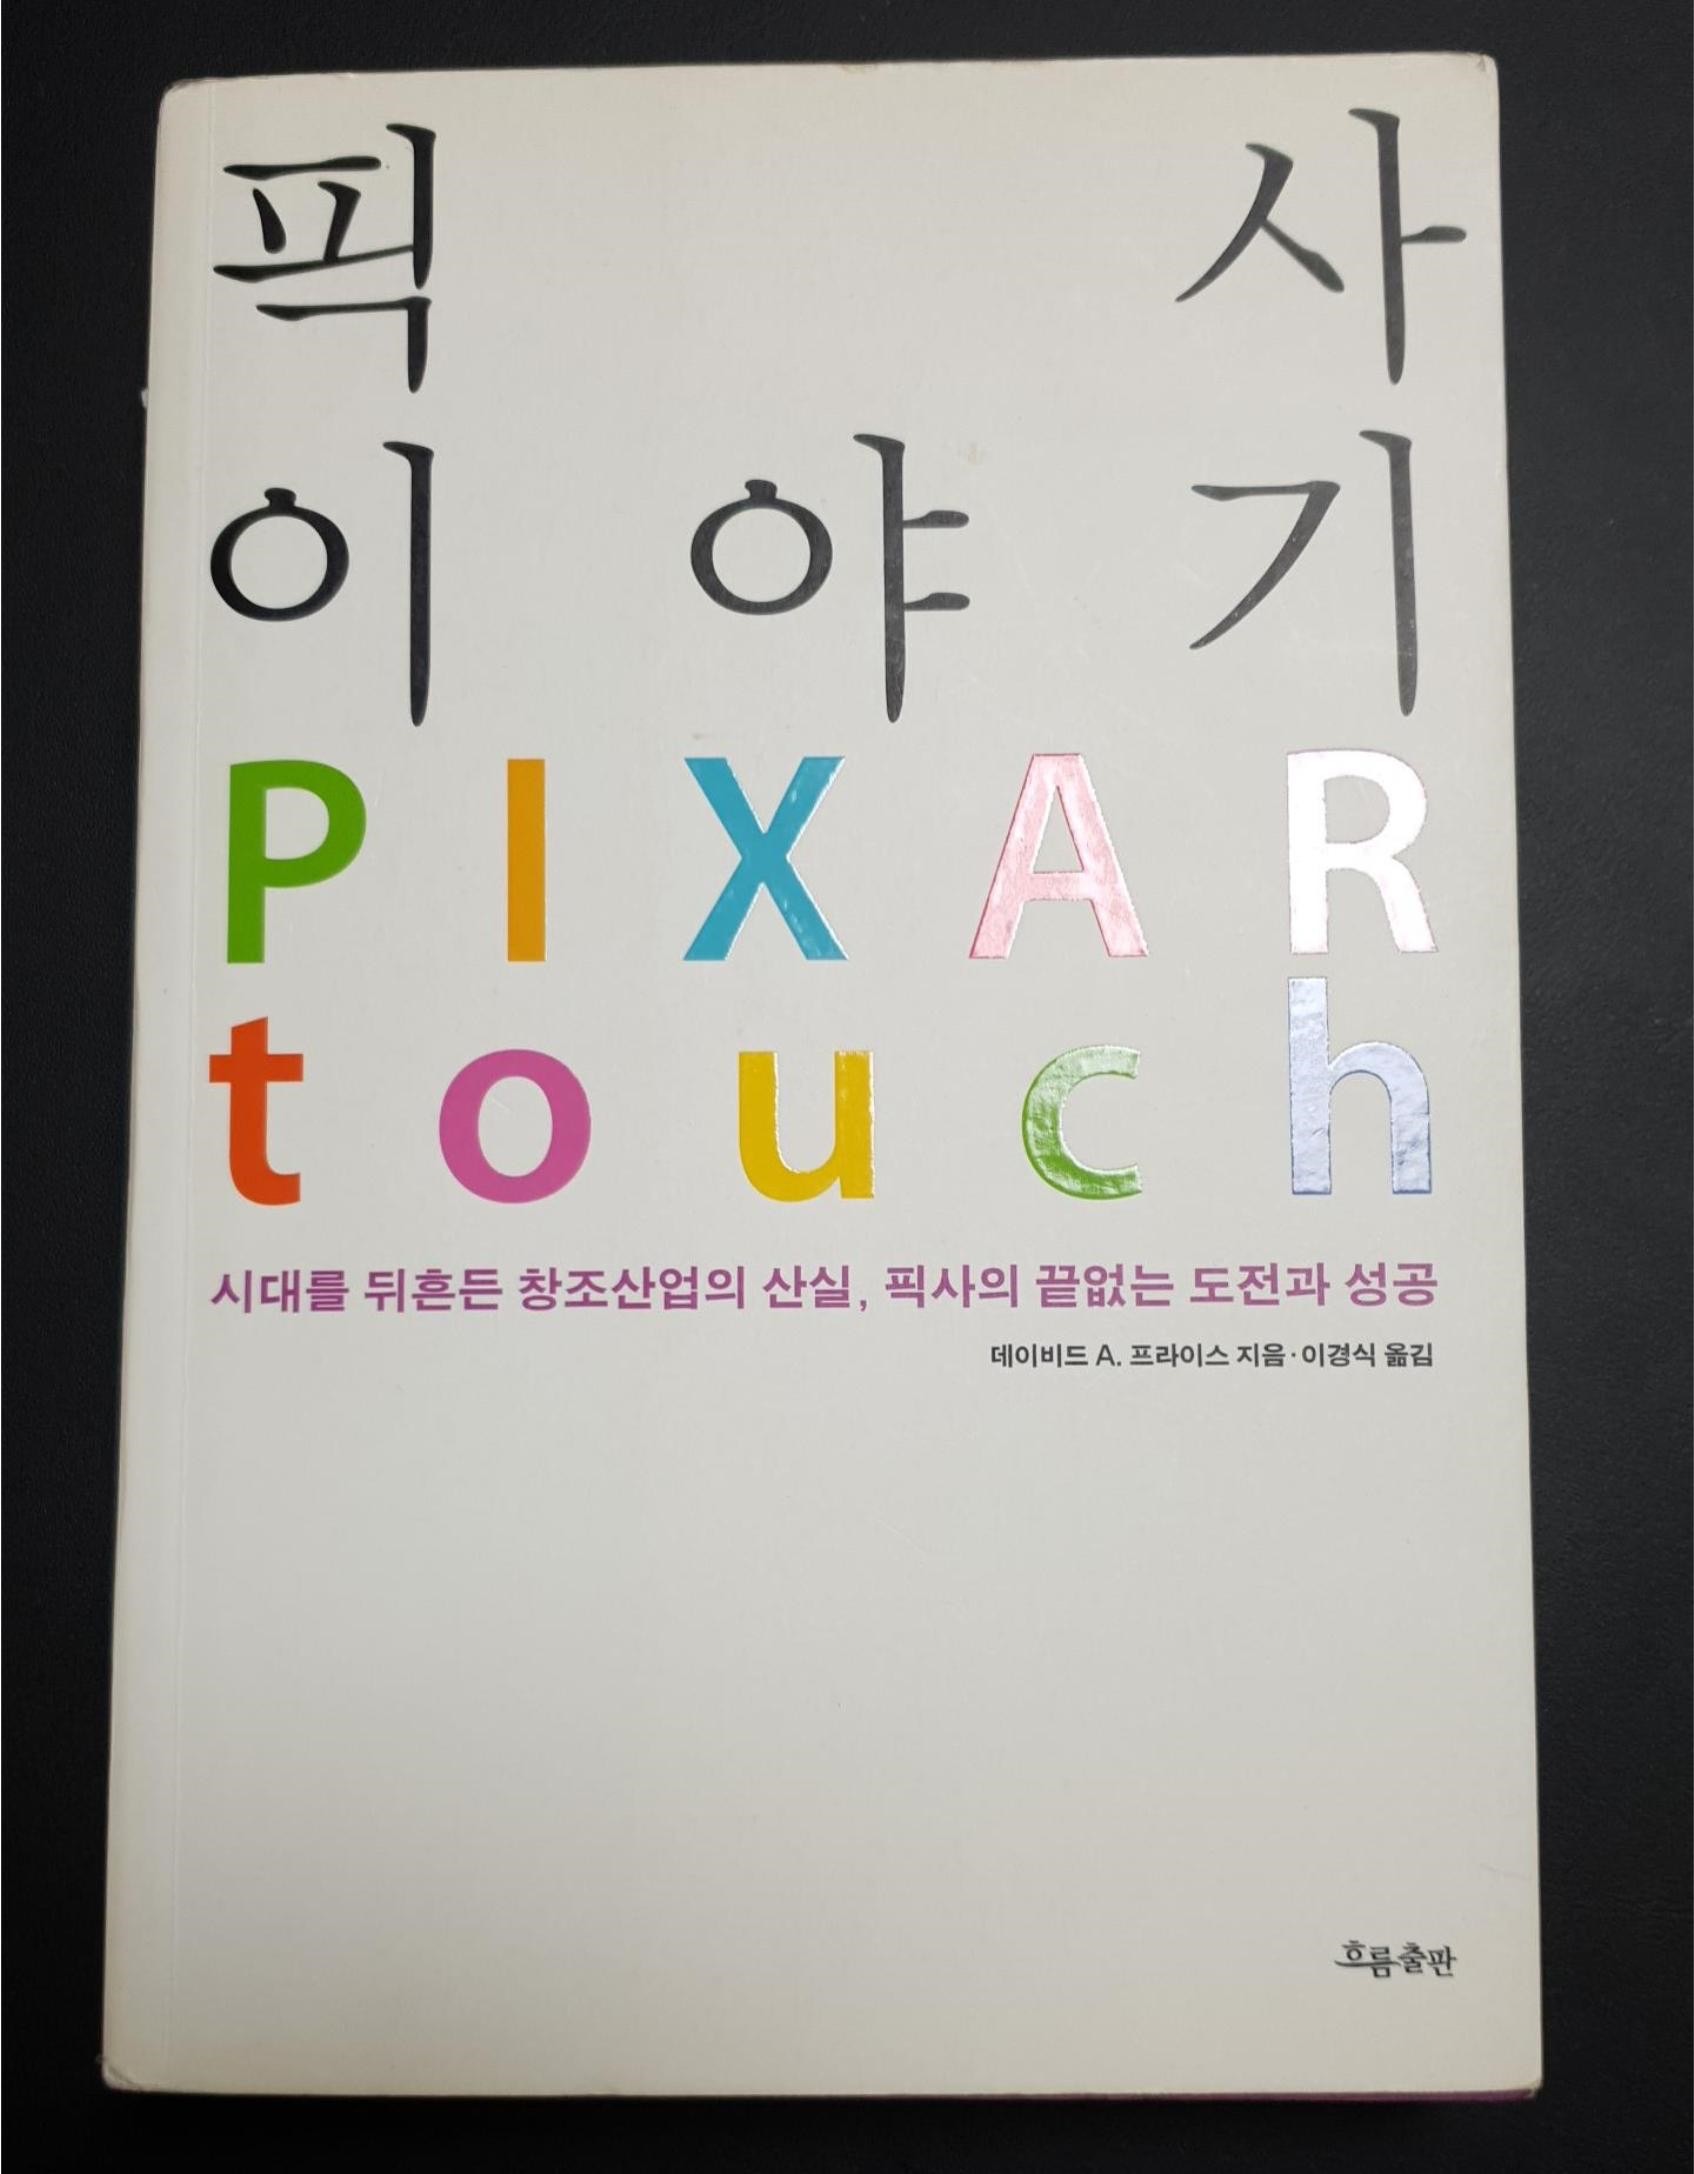 픽사
이야기
PIXAR
touch
시대를 뒤흔든 창조산업의 산실, 픽사의 끝없는 도전과 성공
데이비드 A. 프라이스 지음·이경식 옮김
흐름출판